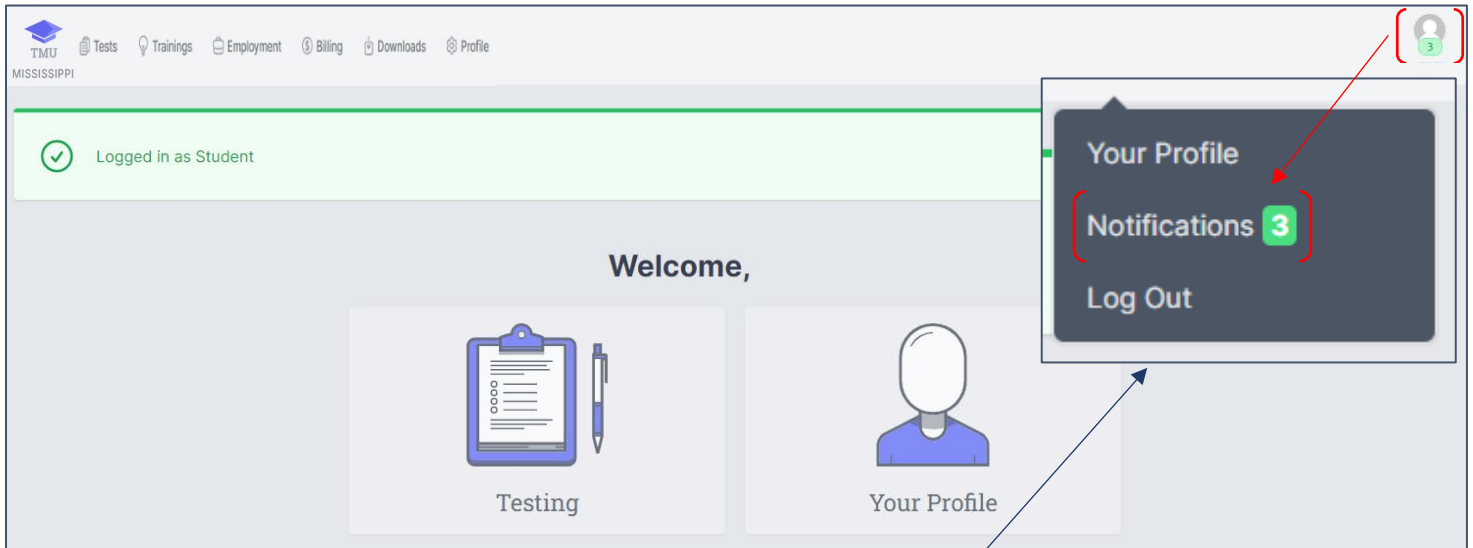 TMU Tests Trainings Employment Billing Downloads Profile
MISSISSIPPI
3
Logged in as Student
Your Profile
Notifications 3
Log Out
Welcome,
Testing
Your Profile